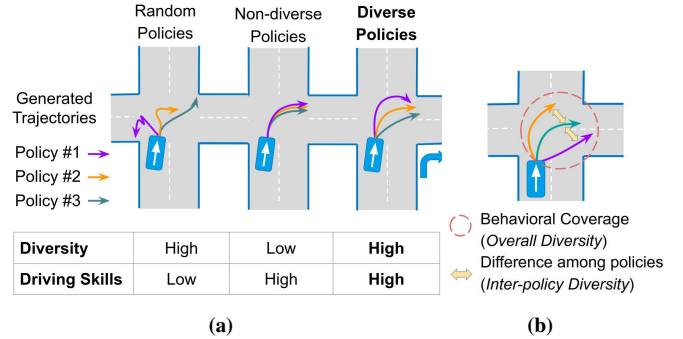 Random
Policies
Non-diverse
Policies
Diverse
Policies
Generated
Trajectories
Policy #1
Policy #2
Policy #3
Diversity High Low High
Driving Skills Low High High
(a)
Behavioral Coverage
(Overall Diversity)
Difference among policies
(Inter-policy Diversity)
(b)